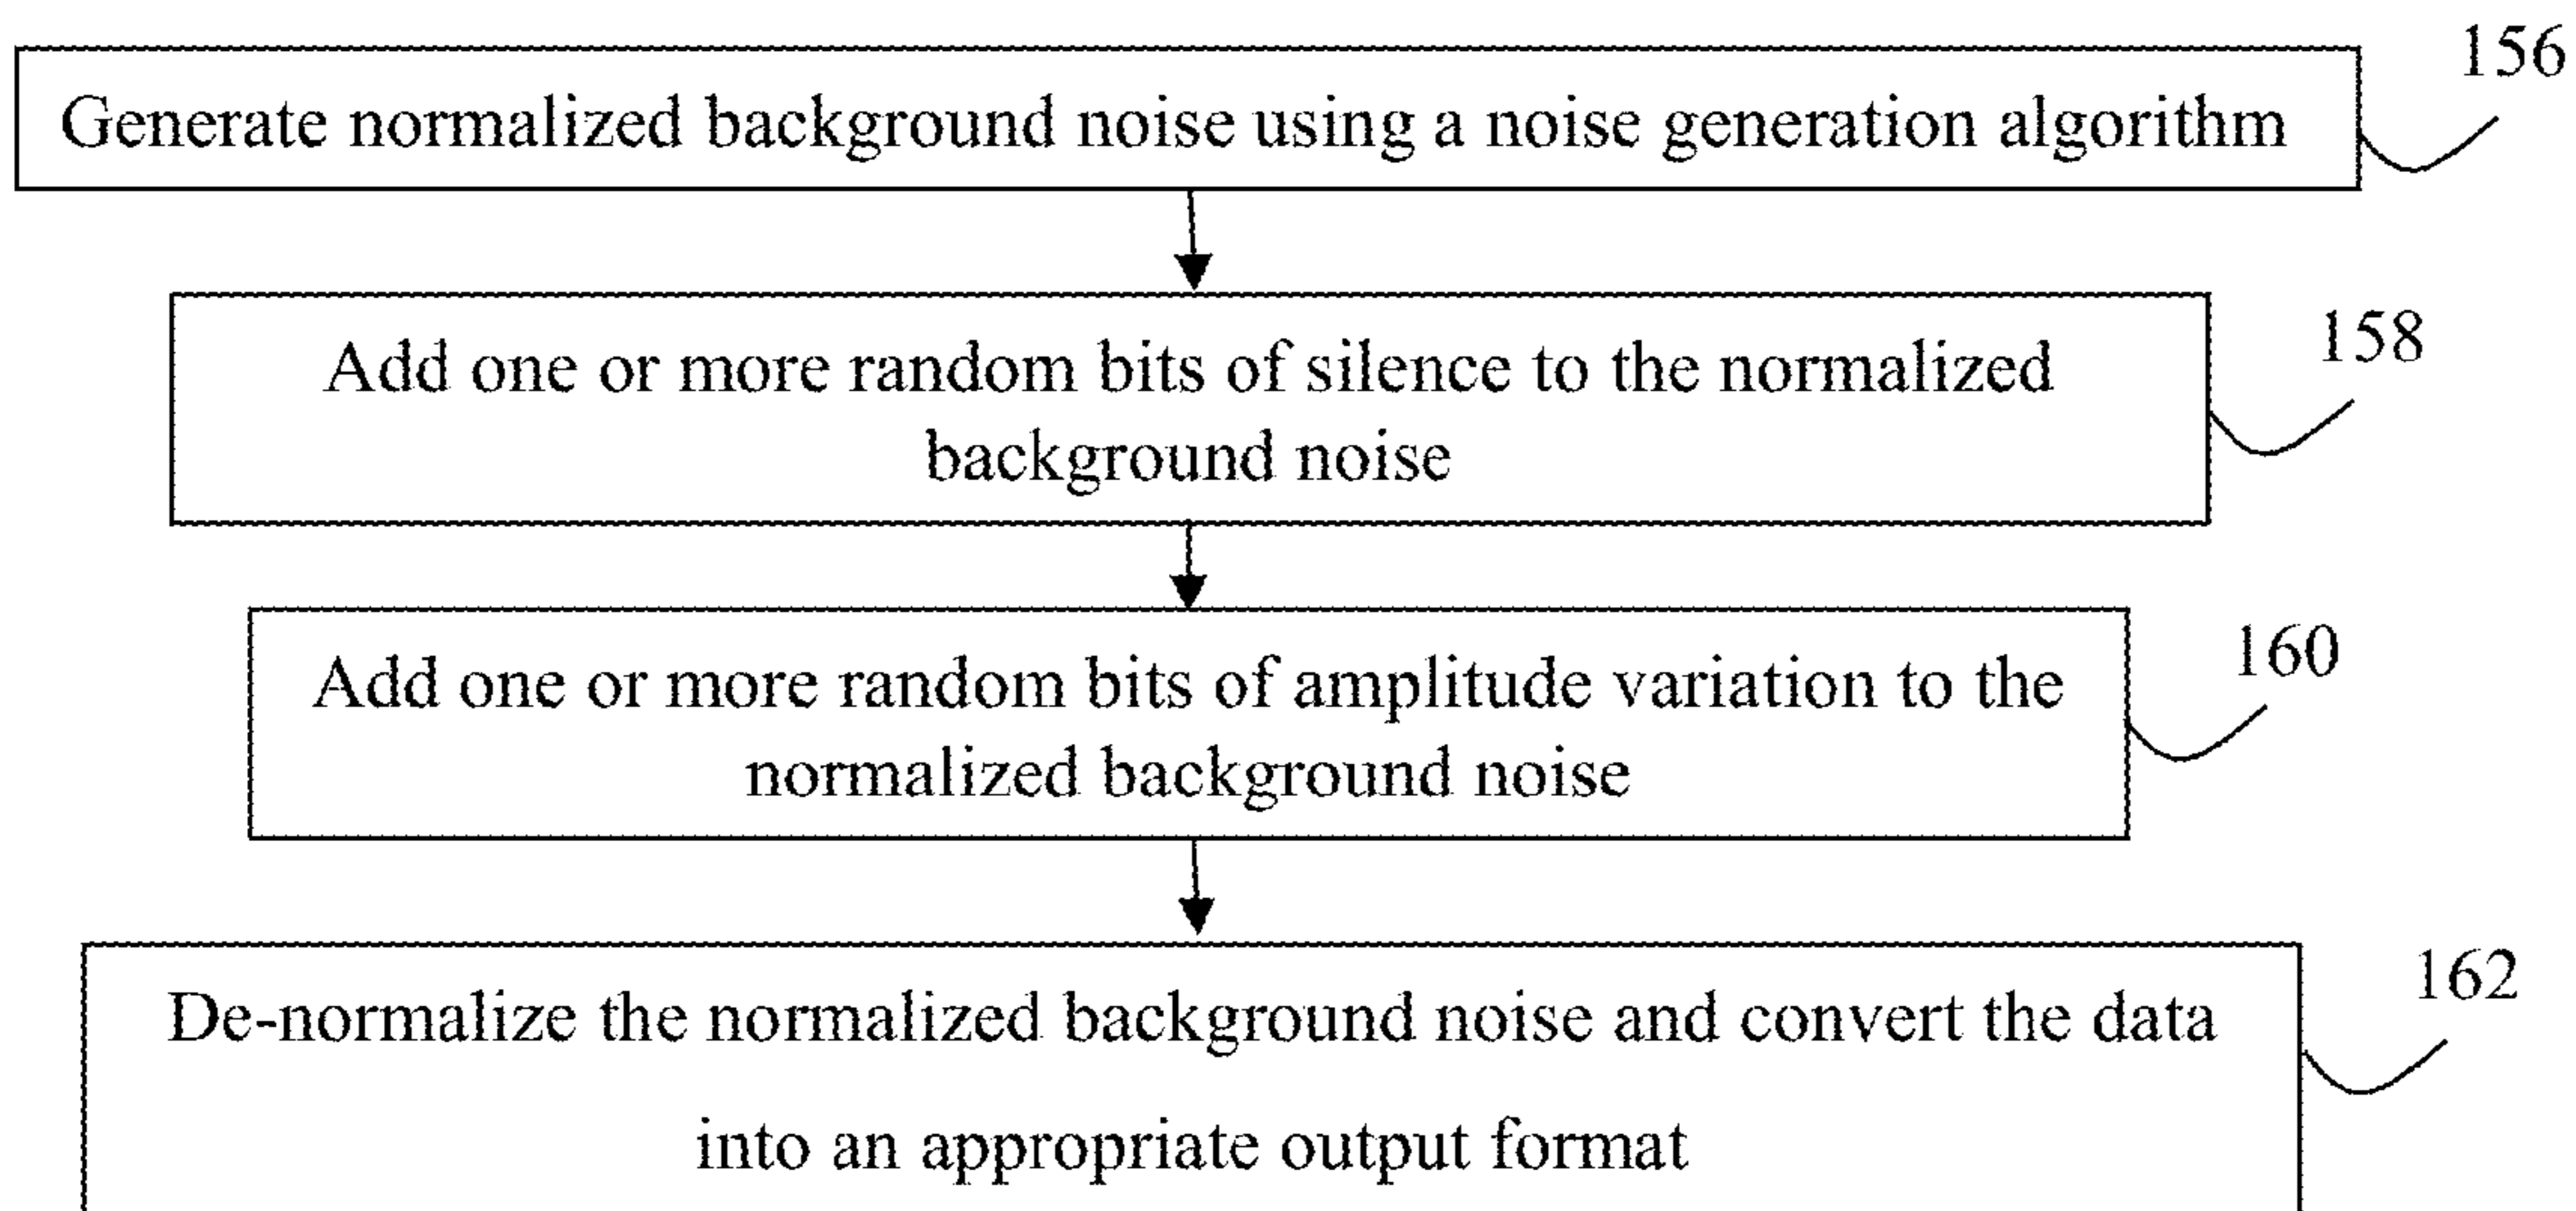 156
Generate normalized background noise using a noise generation algorithm
158
Add one or more random bits of silence to the normalized
background noise
160
Add one or more random bits of amplitude variation to the
normalized background noise
162
De-normalize the normalized background noise and convert the data
into an appropriate output format